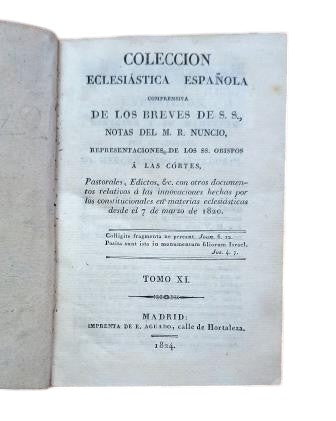 COLECCION
ECLESIÁSTICA ESPAÑOLA
COMPRENSIVA
DE LOS BREVES DE S. S.,
NOTAS DEL M. R. NUNCIO,
REPRESENTACIONES, DE LOS SS. OBISPOS
Á LAS CÓRTES,
Pastorales, Edictos, &c. con otros documen-
tos relativos á las innovaciones hechas por
los constitucionales en materias eclesiásticas
desde el 7 de marzo de 1820.
Colligite fragmenta ne pereant. Joan. 6. 12.
Posita sunt ista in monumentum filiorum Israel.
Jos. 4. 7.
TOMO XI.
MADRID:
IMPRENTA DE E. AGUADO, calle de Hortaleza.
1824.